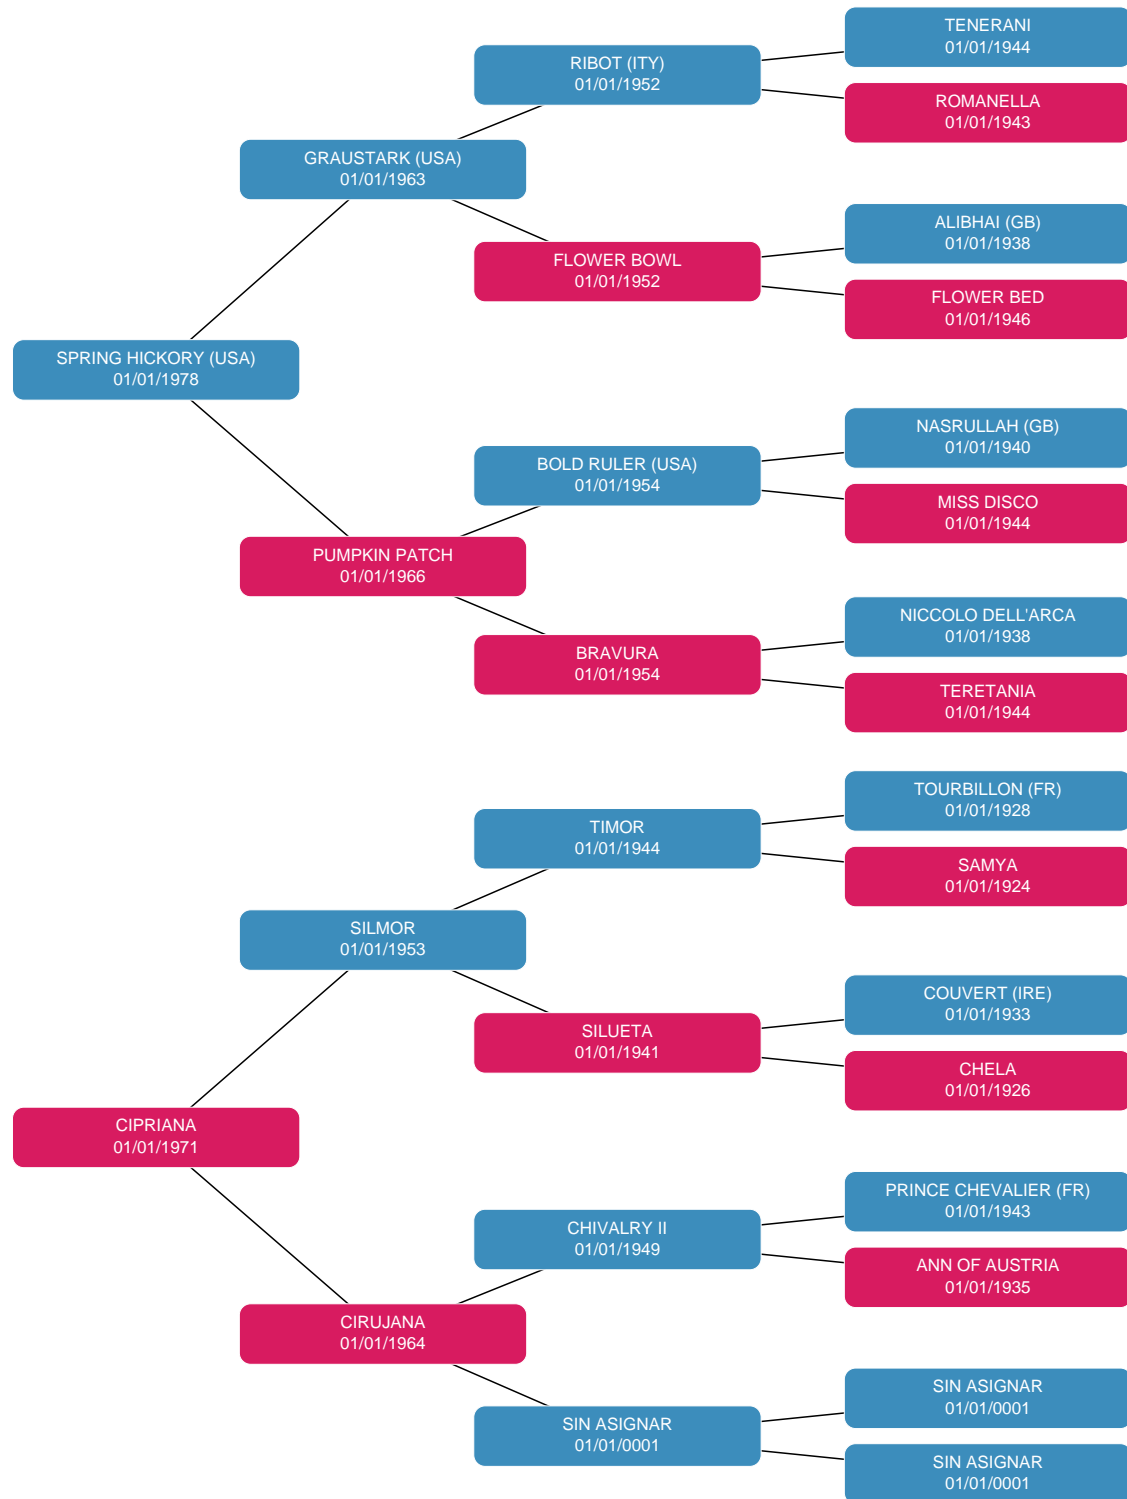 TENERANI
01/01/1944
RIBOT (ITY)
01/01/1952
ROMANELLA
01/01/1943
GRAUSTARK (USA)
01/01/1963
ALIBHAI (GB)
01/01/1938
FLOWER BOWL
01/01/1952
FLOWER BED
01/01/1946
SPRING HICKORY (USA)
01/01/1978
NASRULLAH (GB)
01/01/1940
BOLD RULER (USA)
01/01/1954
MISS DISCO
01/01/1944
PUMPKIN PATCH
01/01/1966
NICCOLO DELL'ARCA
01/01/1938
BRAVURA
01/01/1954
TERETANIA
01/01/1944
TOURBILLON (FR)
01/01/1928
TIMOR
01/01/1944
SAMYA
01/01/1924
SILMOR
01/01/1953
COUVERT (IRE)
01/01/1933
SILUETA
01/01/1941
CHELA
01/01/1926
CIPRIANA
01/01/1971
PRINCE CHEVALIER (FR)
01/01/1943
CHIVALRY II
01/01/1949
ANN OF AUSTRIA
01/01/1935
CIRUJANA
01/01/1964
SIN ASIGNAR
01/01/0001
SIN ASIGNAR
01/01/0001
SIN ASIGNAR
01/01/0001